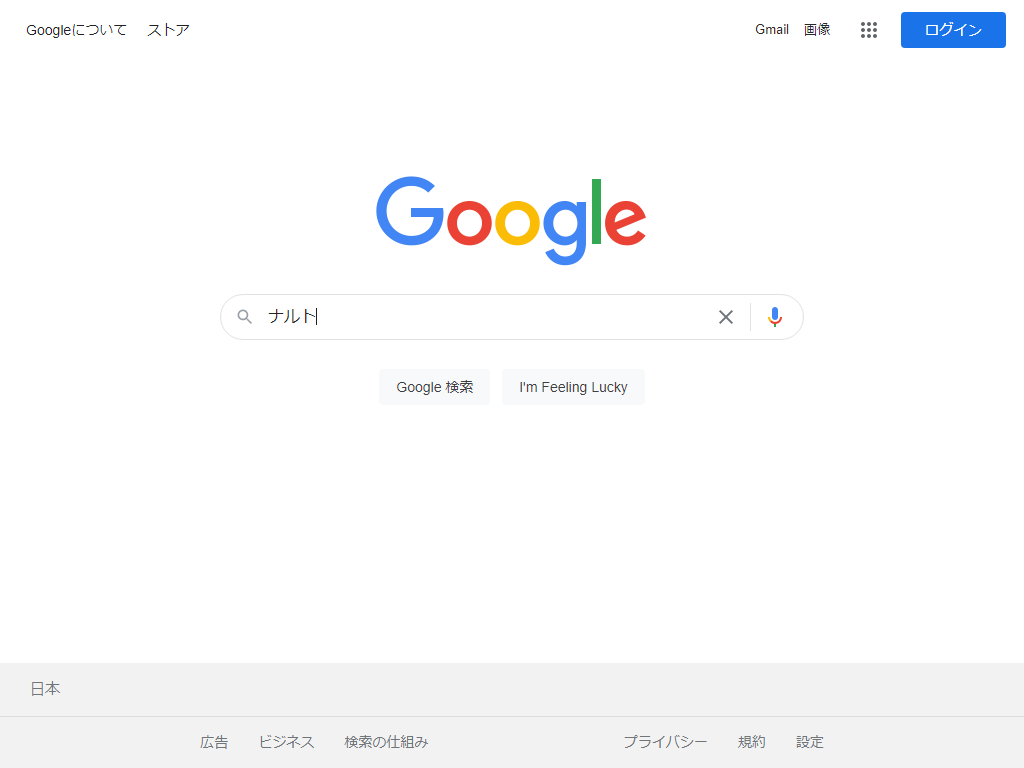 Googleについて ストア Gmail 画像 ログイン
Google
ナルト
Google 検索 I'm Feeling Lucky
日本
広告 ビジネス 検索の仕組み プライバシー 規約 設定